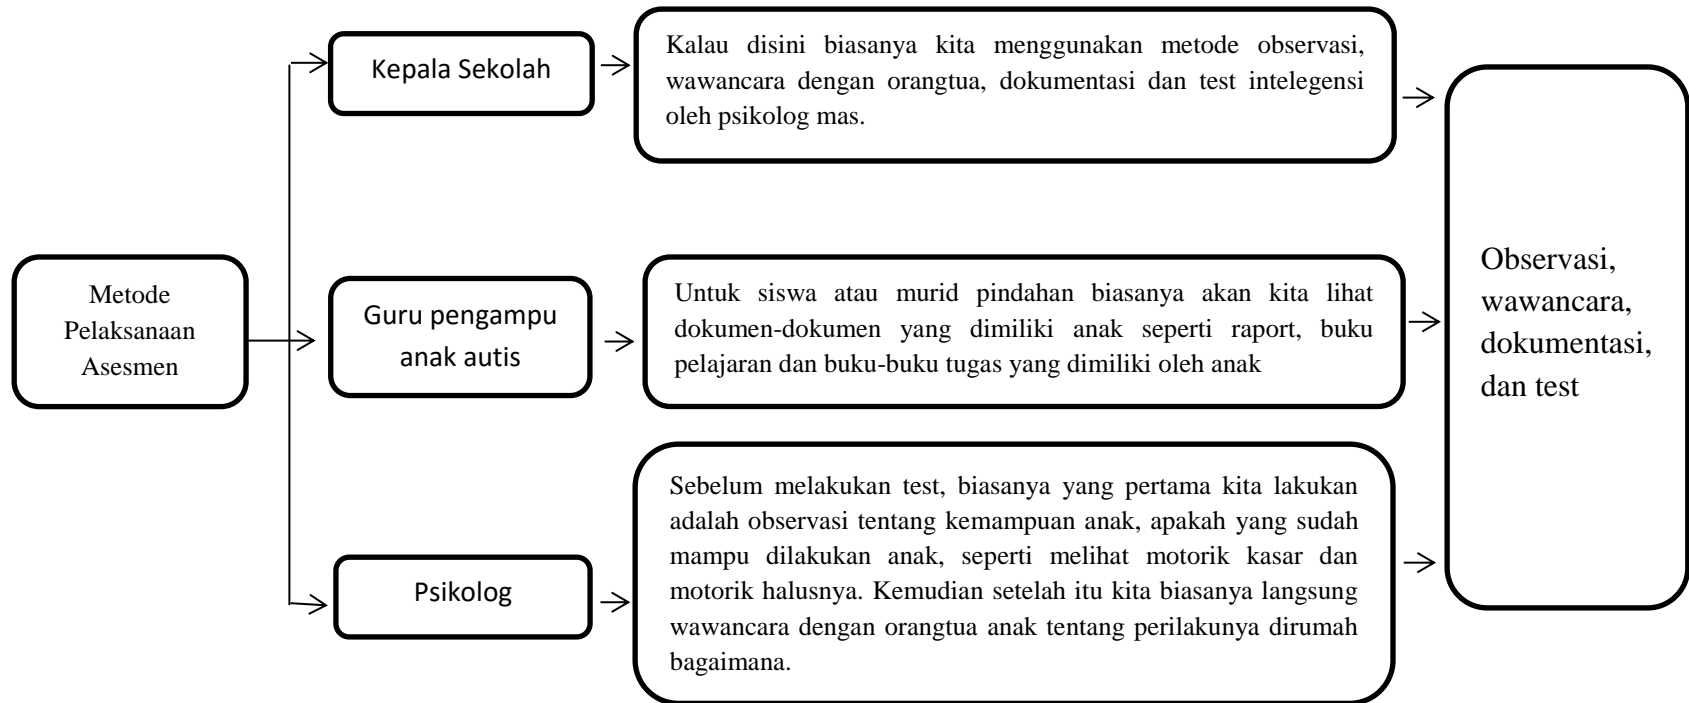 Metode
Pelaksanaan
Asesmen
Kepala Sekolah
Kalau disini biasanya kita menggunakan metode observasi,
wawancara dengan orangtua, dokumentasi dan test intelegensi
oleh psikolog mas.
Guru pengampu
anak autis
Untuk siswa atau murid pindahan biasanya akan kita lihat
dokumen-dokumen yang dimiliki anak seperti raport, buku
pelajaran dan buku-buku tugas yang dimiliki oleh anak
Psikolog
Sebelum melakukan test, biasanya yang pertama kita lakukan
adalah observasi tentang kemampuan anak, apakah yang sudah
mampu dilakukan anak, seperti melihat motorik kasar dan
motorik halusnya. Kemudian setelah itu kita biasanya langsung
wawancara dengan orangtua anak tentang perilakunya dirumah
bagaimana.
Observasi,
wawancara,
dokumentasi,
dan test